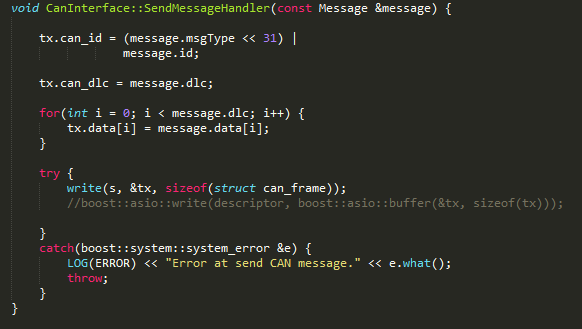 void CanInterface::SendMessageHandler(const Message &message) {
tx.can_id = (message.msgType << 31) |
message.id;
tx.can_dlc = message.dlc;
for(int i = 0; i < message.dlc; i++) {
tx.data[i] = message.data[i];
}
try {
write(s, &tx, sizeof(struct can_frame));
//boost::asio::write(descriptor, boost::asio::buffer(&tx, sizeof(tx)));
}
catch(boost::system::system_error &e) {
LOG(ERROR) << "Error at send CAN message." << e.what();
throw;
}
}